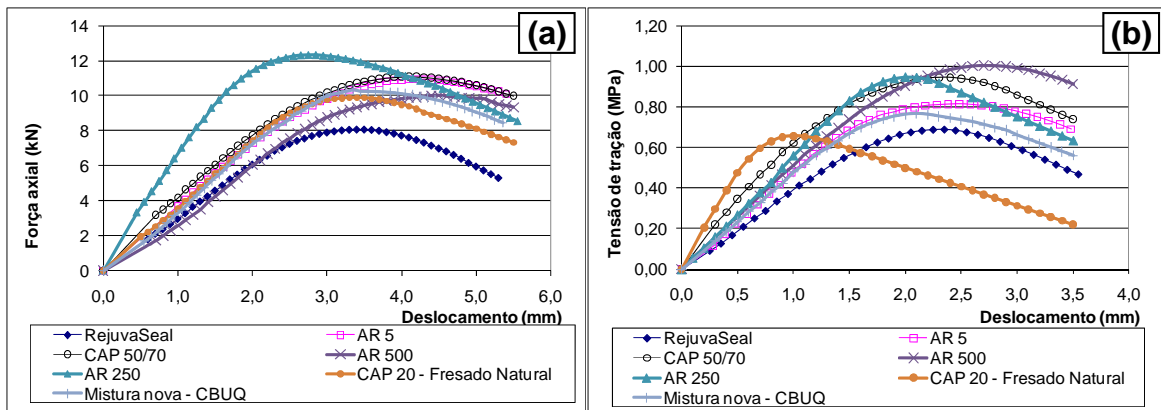 (a)
Força axial (kN)
14
12
10
8
6
4
2
0
0,0 1,0 2,0 3,0 4,0 5,0 6,0
Deslocamento (mm)
RejuvaSeal AR 5
CAP 50/70 AR 500
AR 250 CAP 20 - Fresado Natural
Mistura nova - CBUQ
(b)
Tensão de tração (MPa)
1,20
1,00
0,80
0,60
0,40
0,20
0,00
0,0 0,5 1,0 1,5 2,0 2,5 3,0 3,5 4,0
Deslocamento (mm)
RejuvaSeal AR 5
CAP 50/70 AR 500
AR 250 CAP 20 - Fresado Natural
Mistura nova - CBUQ